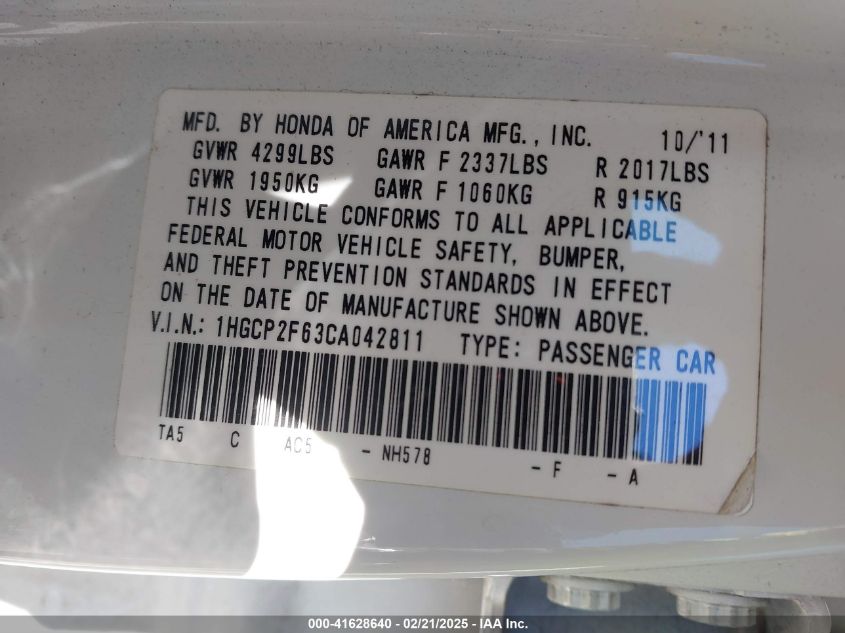 MFD. BY HONDA OF AMERICA MFG., INC. 10/'11
GVWR 4299LBS GAWR F 2337LBS R 2017LBS
GVWR 1950KG GAWR F 1060KG R 915KG
THIS VEHICLE CONFORMS TO ALL APPLICABLE
FEDERAL MOTOR VEHICLE SAFETY, BUMPER,
AND THEFT PREVENTION STANDARDS IN EFFECT
ON THE DATE OF MANUFACTURE SHOWN ABOVE.
V.I.N.: 1HGCP2F63CA042811 TYPE: PASSENGER CAR
TA5 C AC5 - NH578 - F - A
000-41628640 / 02/21/2025 / - IAA Inc.